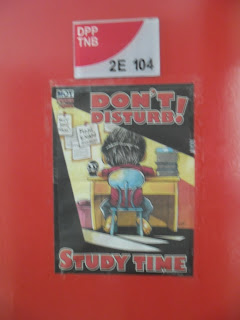 DPP
TNB
2E 104
DON'T
DISTURB!
STUDY TIME